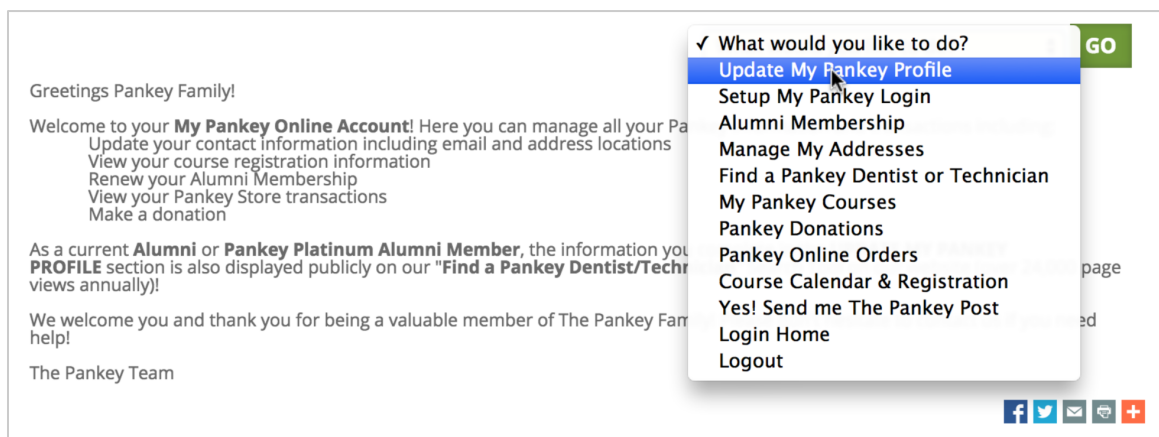 ✓ What would you like to do?
GO
Update My Pankey Profile
Setup My Pankey Login
Alumni Membership
Manage My Addresses
Find a Pankey Dentist or Technician
My Pankey Courses
Pankey Donations
Pankey Online Orders
Course Calendar & Registration
Yes! Send me The Pankey Post
Login Home
Logout
Greetings Pankey Family!
Welcome to your My Pankey Online Account! Here you can manage all your
Update your contact information including email and address locations
View your course registration information
Renew your Alumni Membership
View your Pankey Store transactions
Make a donation
As a current Alumni or Pankey Platinum Alumni Member, the information you
PROFILE section is also displayed publicly on our "Find a Pankey page
views annually)!
We welcome you and thank you for being a valuable member of The Pankey
help!
The Pankey Team